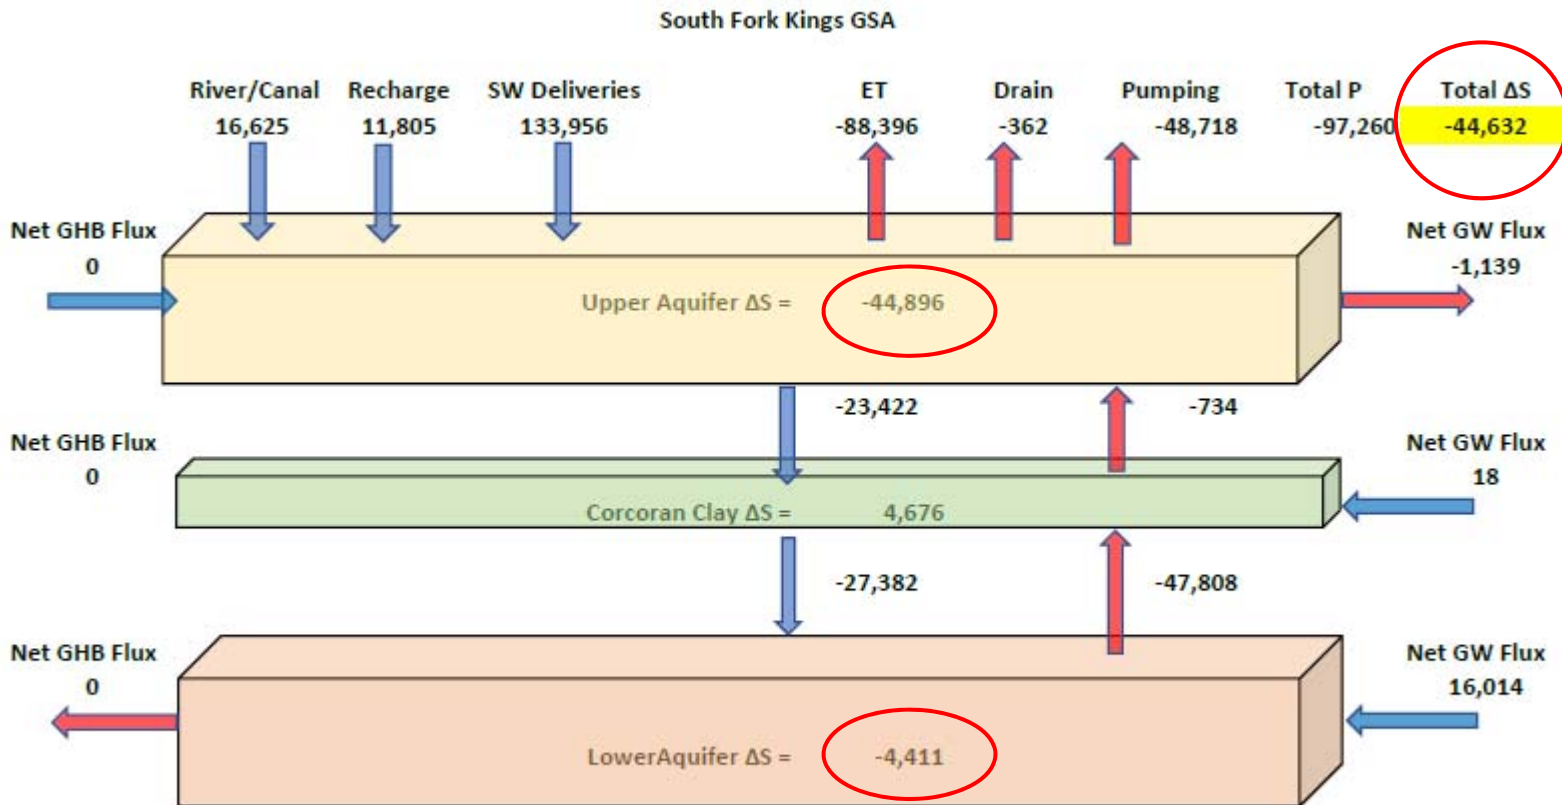 South Fork Kings GSA
River/Canal Recharge SW Deliveries ET Drain Pumping Total P Total ΔS
16,625 11,805 133,956 -88,396 -362 -48,718 -97,260 -44,632
Net GHB Flux Net GW Flux
0 -1,139
Upper Aquifer ΔS = -44,896
-23,422 -734
Net GHB Flux Net GW Flux
0 18
Corcoran Clay ΔS = 4,676
-27,382 -47,808
Net GHB Flux Net GW Flux
0 16,014
LowerAquifer ΔS = -4,411